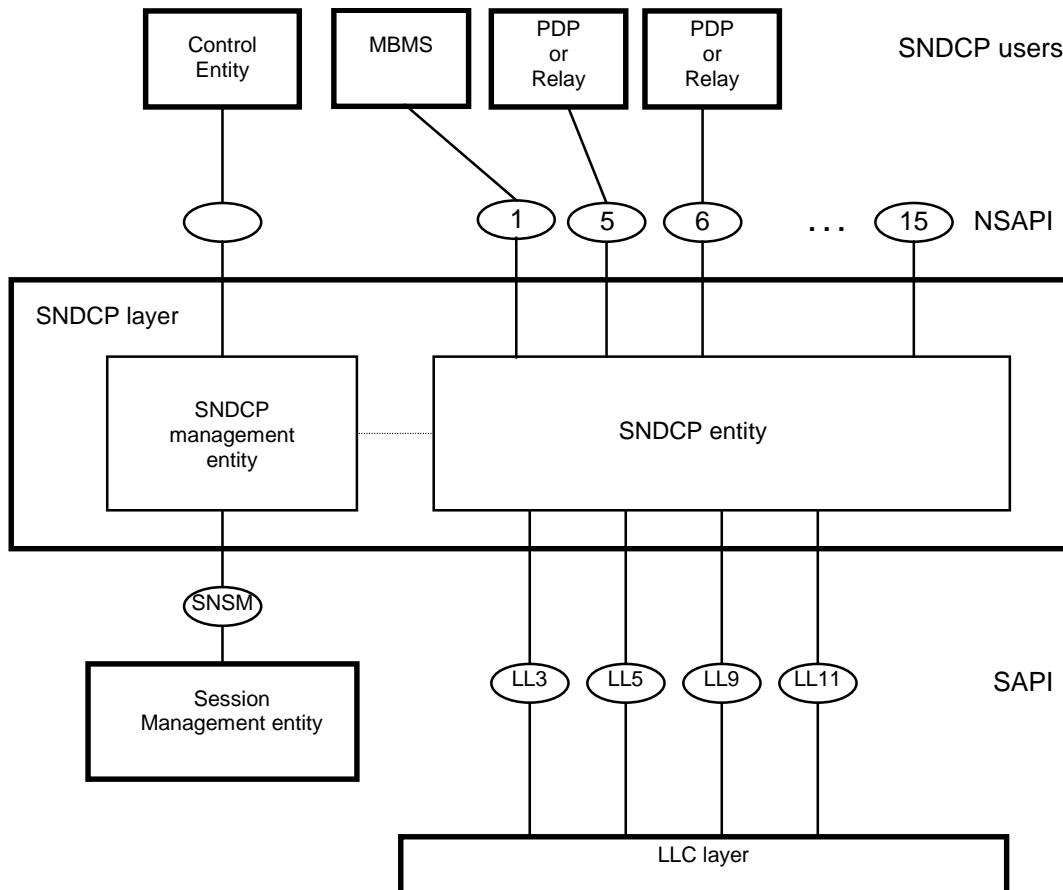 Control
Entity
MBMS
PDP
or
Relay
PDP
or
Relay
SNDCP users
1
5
6
. . .
15
NSAPI
SNDCP layer
SNDCP
management
entity
SNDCP entity
SNSM
LL3
LL5
LL9
LL11
SAPI
Session
Management entity
LLC layer